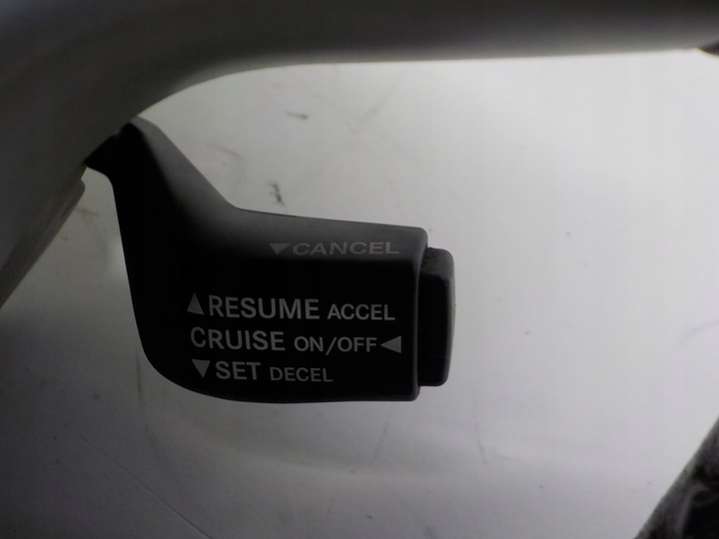 ▼CANCEL
▲RESUME ACCEL
CRUISE ON/OFF◀
▼SET DECEL